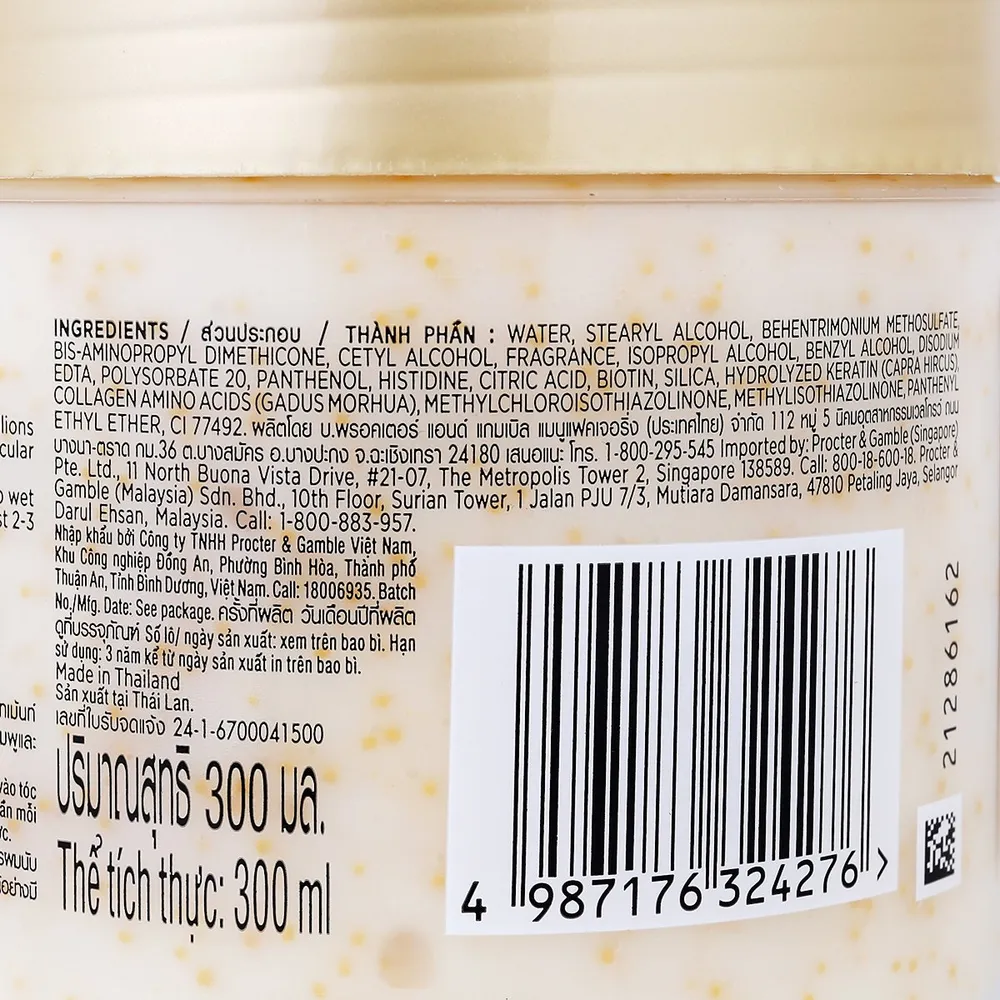 INGREDIENTS / ส่วนประกอบ / THÀNH PHẦN : WATER, STEARYL ALCOHOL, BEHENTRIMONIUM METHOSULFATE,
BIS-AMINOPROPYL DIMETHICONE, CETYL ALCOHOL, FRAGRANCE, ISOPROPYL ALCOHOL, BENZYL ALCOHOL, DISODIUM
EDTA, POLYSORBATE 20, PANTHENOL, HISTIDINE, CITRIC ACID, BIOTIN, SILICA, HYDROLYZED KERATIN (CAPRA HIRCUS),
COLLAGEN AMINO ACIDS (GADUS MORHUA), METHYLCHLOROISOTHIAZOLINONE, METHYLISOTHIAZOLINONE, PANTHENYL
ETHYL ETHER, CI 77492. ผลิตโดย บ.พรอคเตอร์ แอนด์ แกมเบิล แมนูแฟคเจอริ่ง (ประเทศไทย) จำกัด 112 หมู่ 5 นิคมอุตสาหกรรมเวลโกรว์ ถนน
บางนา-ตราด กม.36 ต.บางสมัคร อ.บางปะกง จ.ฉะเชิงเทรา 24180 เสนอแนะ: โทร. 1-800-295-545 Imported by: Procter & Gamble (Singapore)
Pte. Ltd., 11 North Buona Vista Drive, #21-07, The Metropolis Tower 2, Singapore 138589. Call: 800-18-600-18. Procter &
Gamble (Malaysia) Sdn. Bhd., 10th Floor, Surian Tower, 1 Jalan PJU 7/3, Mutiara Damansara, 47810 Petaling Jaya, Selangor
Darul Ehsan, Malaysia. Call: 1-800-883-957.
Nhập khẩu bởi Công ty TNHH Procter & Gamble Việt Nam,
Khu Công nghiệp Đồng An, Phường Bình Hòa, Thành phố
Thuận An, Tỉnh Bình Dương, Việt Nam. Call: 18006935. Batch
No./Mfg. Date: See package. ครั้งที่ผลิต วันเดือนปีที่ผลิต
ดูที่บรรจุภัณฑ์ Số lô/ ngày sản xuất: xem trên bao bì. Hạn
sử dụng: 3 năm kể từ ngày sản xuất in trên bao bì.
Made in Thailand
Sản xuất tại Thái Lan.
เลขที่ใบรับจดแจ้ง 24-1-6700041500
ปริมาณสุทธิ 300 มล.
Thể tích thực: 300 ml
4 987176 324276 >
21286162
wet
2-3
vào tóc
mỗi